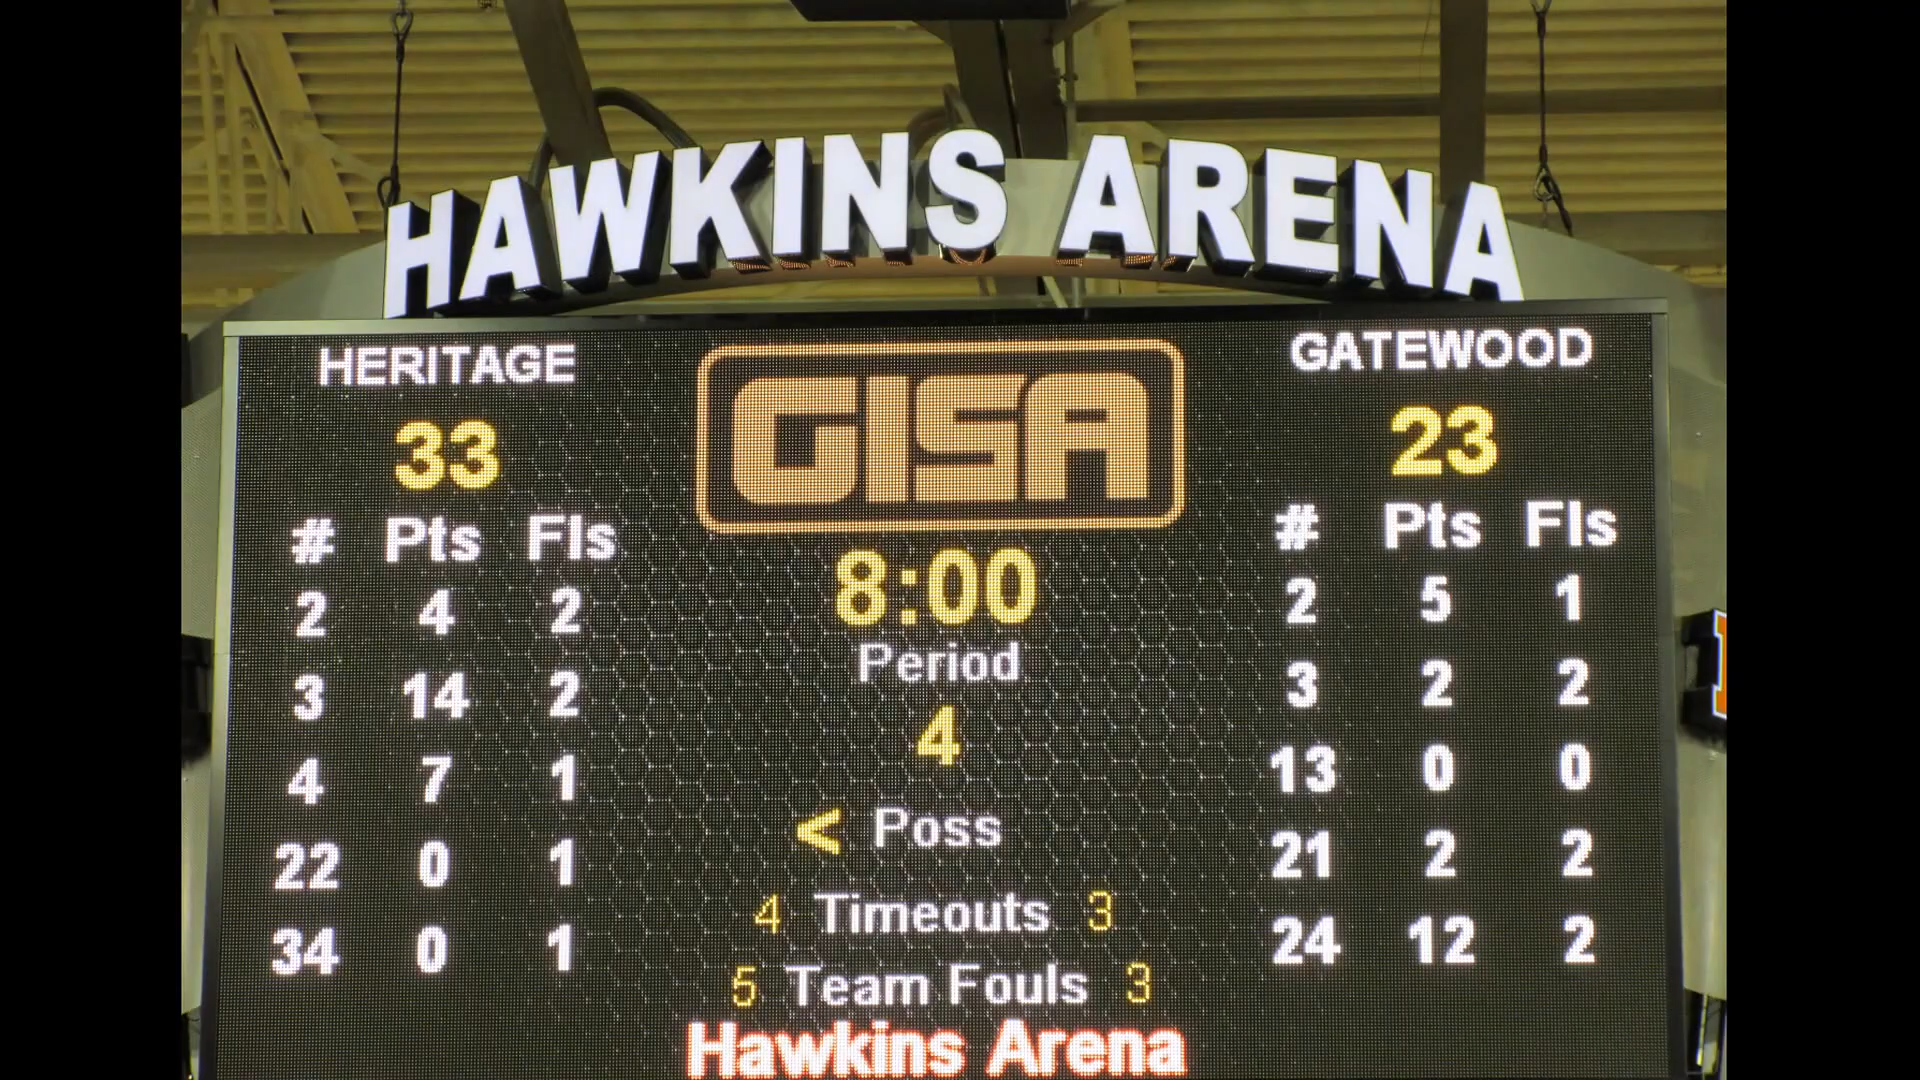 HAWKINS ARENA
HERITAGE GISA GATEWOOD
33 23
# Pts Fls 8:00 # Pts Fls
2 4 2 2 5 1
Period
3 14 2 3 2 2
4
4 7 1 13 0 0
< Poss
22 0 1 21 2 2
4 Timeouts 3
34 0 1 24 12 2
5 Team Fouls 3
Hawkins Arena